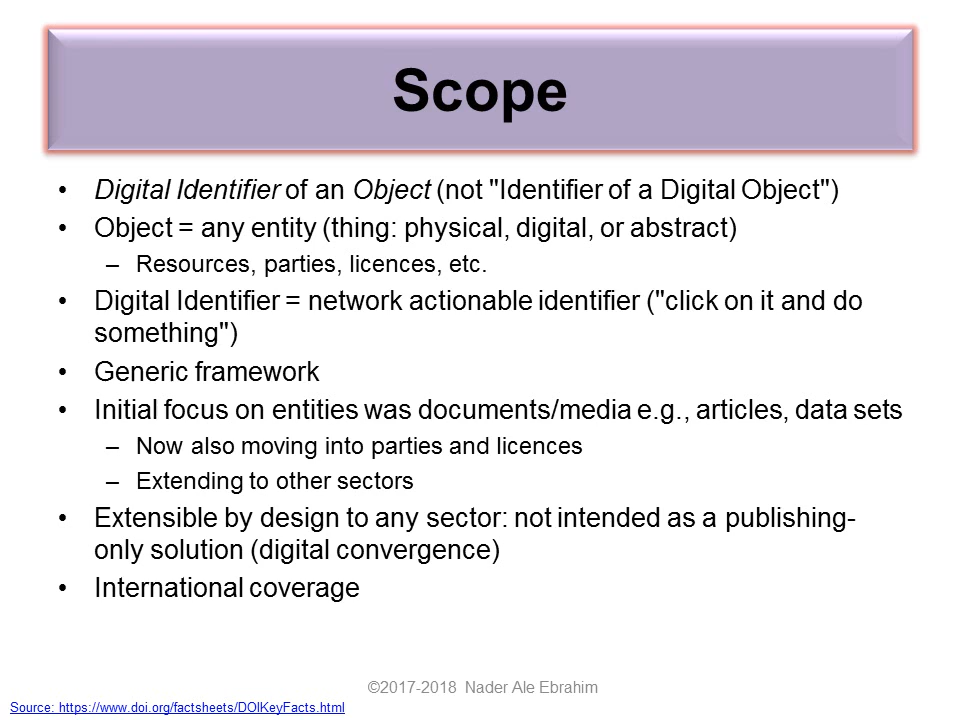 Scope
• Digital Identifier of an Object (not "Identifier of a Digital Object")
• Object = any entity (thing: physical, digital, or abstract)
– Resources, parties, licences, etc.
• Digital Identifier = network actionable identifier ("click on it and do
something")
• Generic framework
• Initial focus on entities was documents/media e.g., articles, data sets
– Now also moving into parties and licences
– Extending to other sectors
• Extensible by design to any sector: not intended as a publishing-
only solution (digital convergence)
• International coverage
©2017-2018 Nader Ale Ebrahim
Source: https://www.doi.org/factsheets/DOIKeyFacts.html